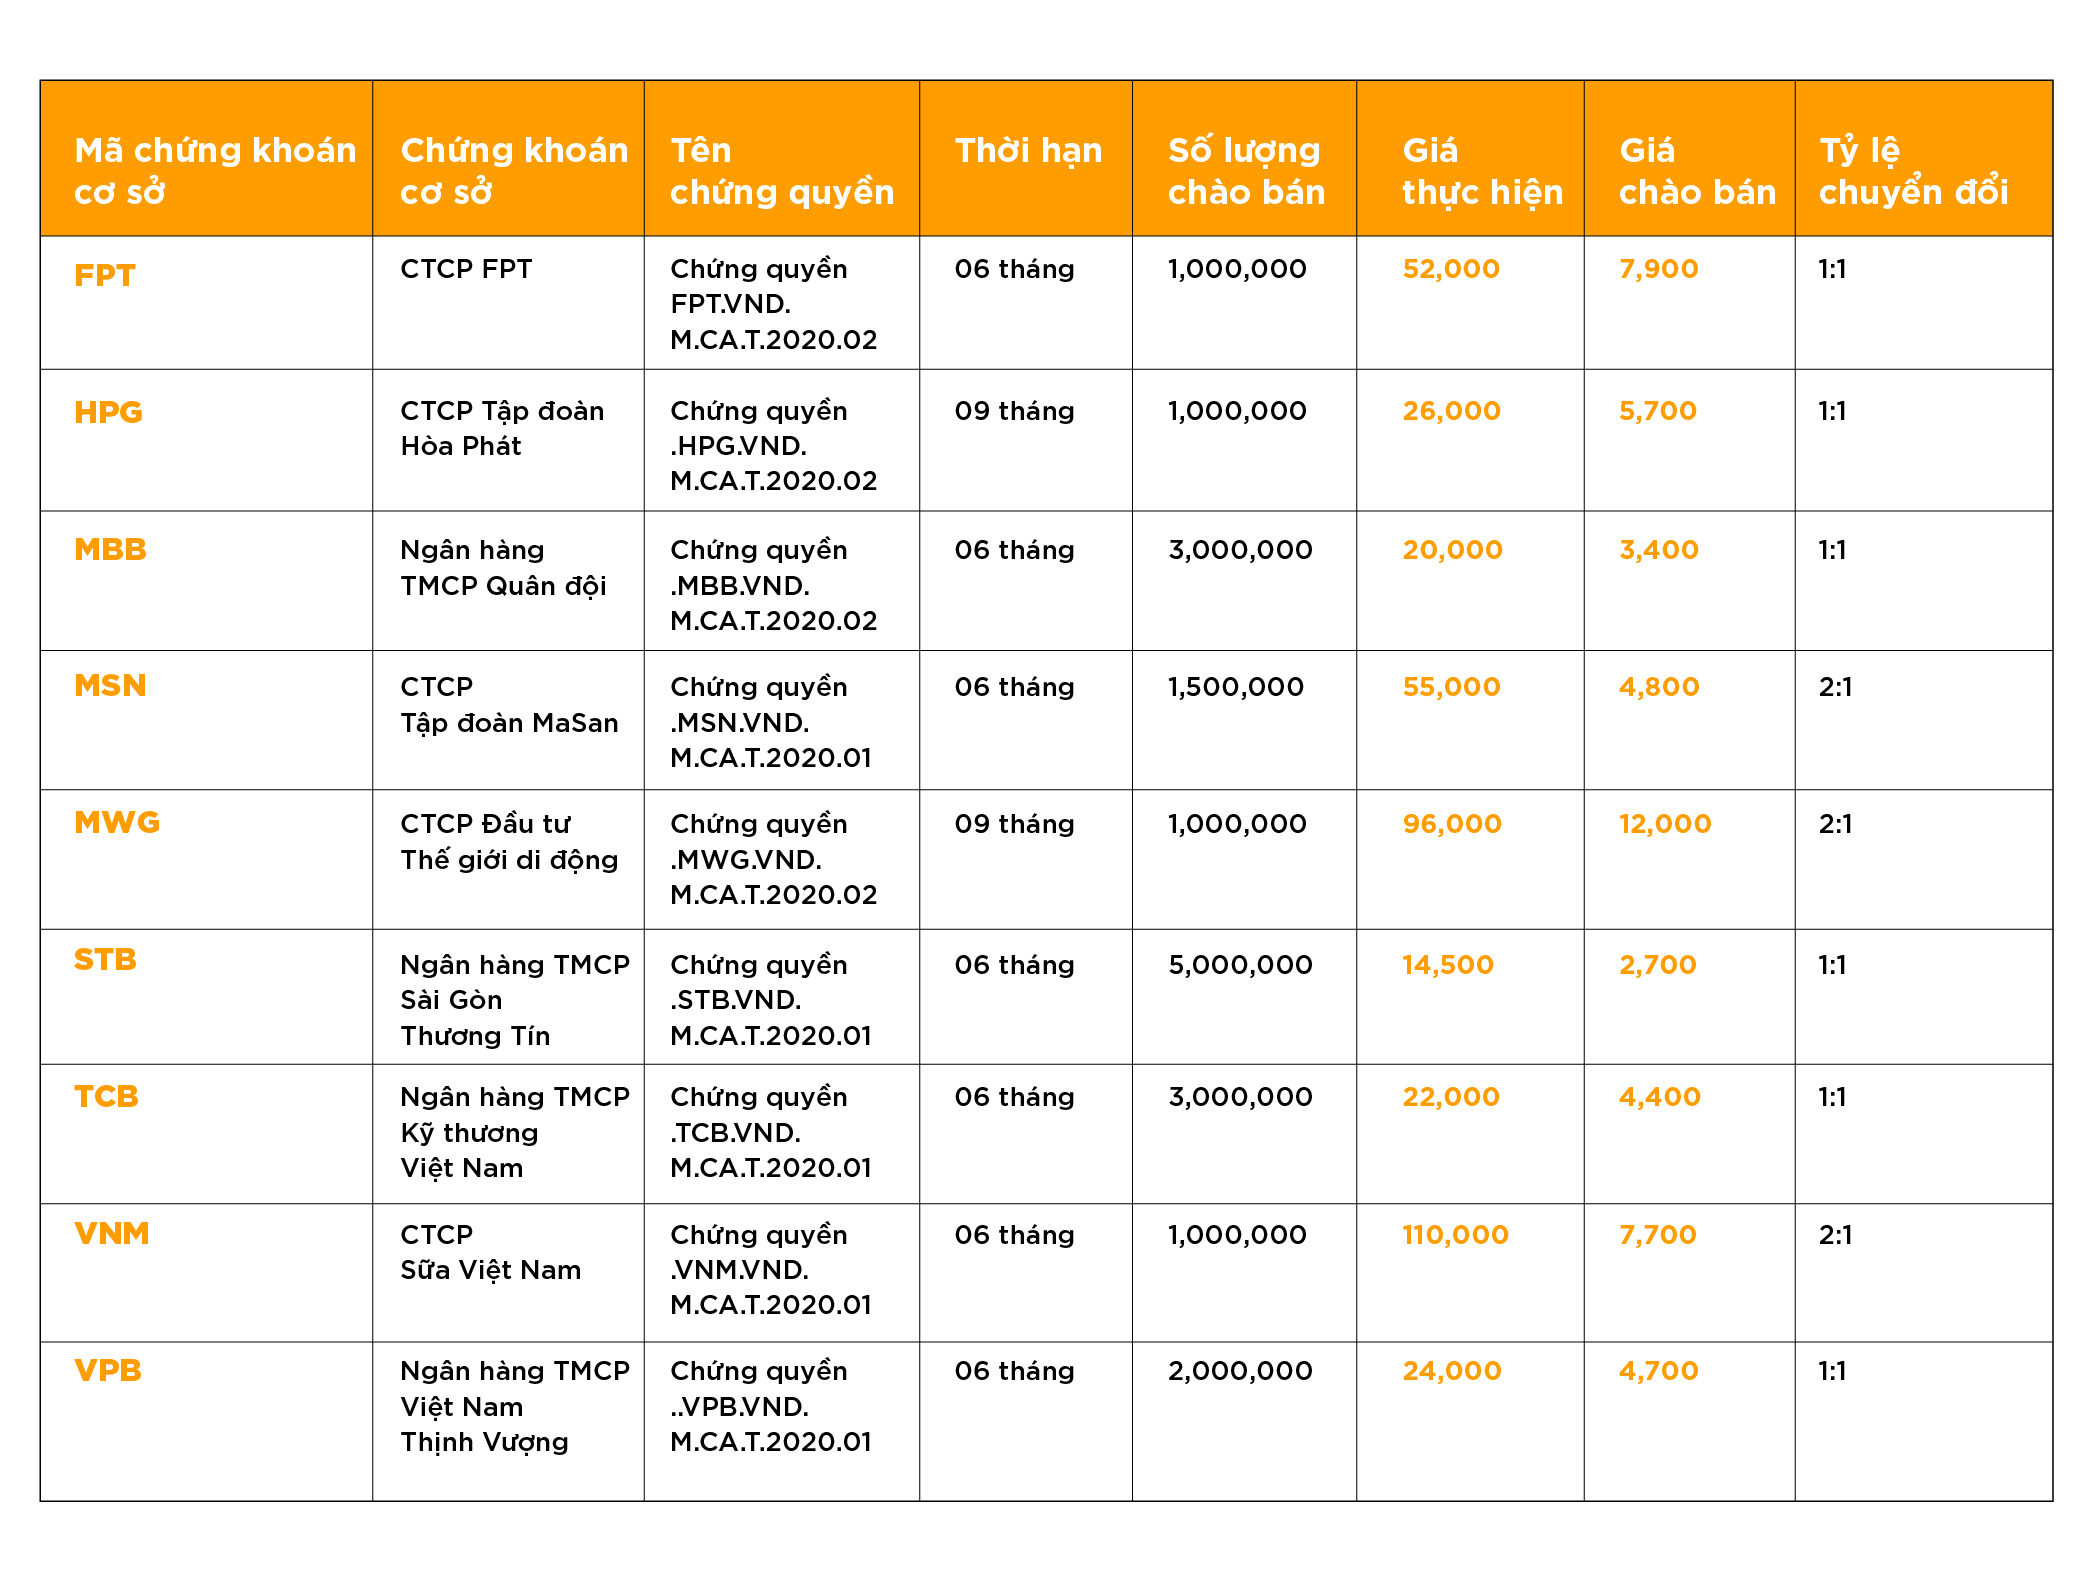 Mã chứng khoán
cơ sở
Chứng khoán
cơ sở
Tên
chứng quyền
Thời hạn
Số lượng
chào bán
Giá
thực hiện
Giá
chào bán
Tỷ lệ
chuyển đổi
FPT
CTCP FPT
Chứng quyền
FPT.VND.
M.CA.T.2020.02
06 tháng
1,000,000
52,000
7,900
1:1
HPG
CTCP Tập đoàn
Hòa Phát
Chứng quyền
.HPG.VND.
M.CA.T.2020.02
09 tháng
1,000,000
26,000
5,700
1:1
MBB
Ngân hàng
TMCP Quân đội
Chứng quyền
.MBB.VND.
M.CA.T.2020.02
06 tháng
3,000,000
20,000
3,400
1:1
MSN
CTCP
Tập đoàn MaSan
Chứng quyền
.MSN.VND.
M.CA.T.2020.01
06 tháng
1,500,000
55,000
4,800
2:1
MWG
CTCP Đầu tư
Thế giới di động
Chứng quyền
.MWG.VND.
M.CA.T.2020.02
09 tháng
1,000,000
96,000
12,000
2:1
STB
Ngân hàng TMCP
Sài Gòn
Thương Tín
Chứng quyền
.STB.VND.
M.CA.T.2020.01
06 tháng
5,000,000
14,500
2,700
1:1
TCB
Ngân hàng TMCP
Kỹ thương
Việt Nam
Chứng quyền
.TCB.VND.
M.CA.T.2020.01
06 tháng
3,000,000
22,000
4,400
1:1
VNM
CTCP
Sữa Việt Nam
Chứng quyền
.VNM.VND.
M.CA.T.2020.01
06 tháng
1,000,000
110,000
7,700
2:1
VPB
Ngân hàng TMCP
Việt Nam
Thịnh Vượng
Chứng quyền
..VPB.VND.
M.CA.T.2020.01
06 tháng
2,000,000
24,000
4,700
1:1